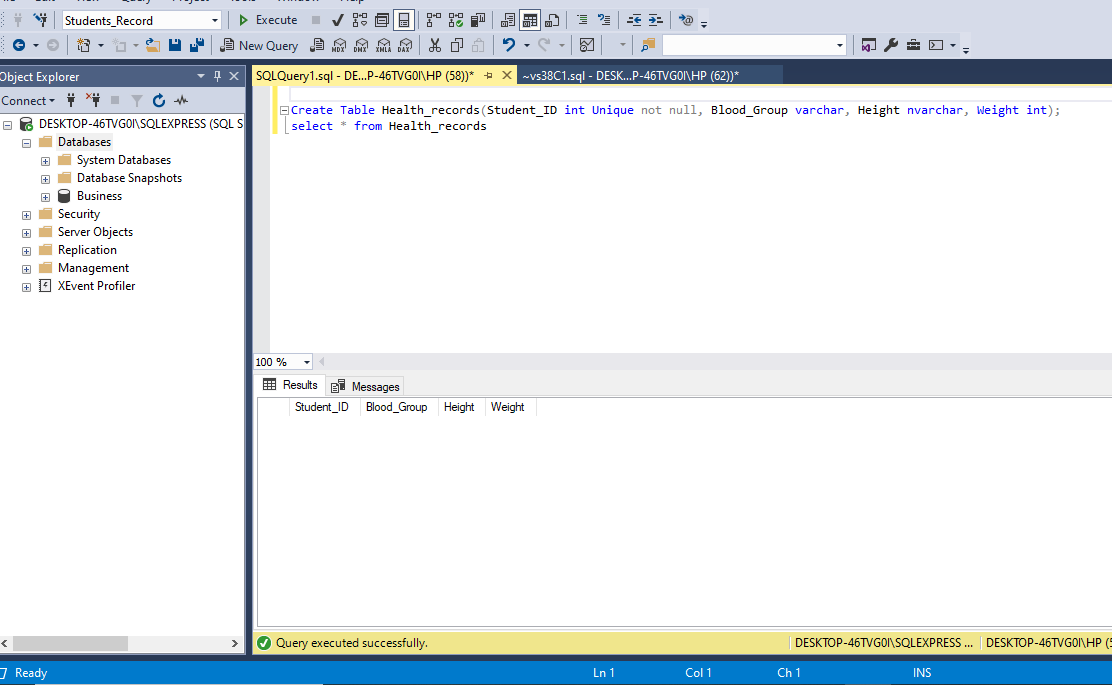 Students_Record
Execute
New Query
MDX DMX XMLA DAX
Object Explorer
Connect
DESKTOP-46TVG0I\SQLEXPRESS (SQL S
Databases
System Databases
Database Snapshots
Business
Security
Server Objects
Replication
Management
XEvent Profiler
SQLQuery1.sql - DE...P-46TVG0I\HP (58))*
~vs38C1.sql - DESK...P-46TVG0I\HP (62))*
Create Table Health_records(Student_ID int Unique not null, Blood_Group varchar, Height nvarchar, Weight int);
select * from Health_records
100 %
Results
Messages
Student_ID Blood_Group Height Weight
Query executed successfully.
DESKTOP-46TVG0I\SQLEXPRESS ...
DESKTOP-46TVG0I\HP (5
Ready
Ln 1
Col 1
Ch 1
INS